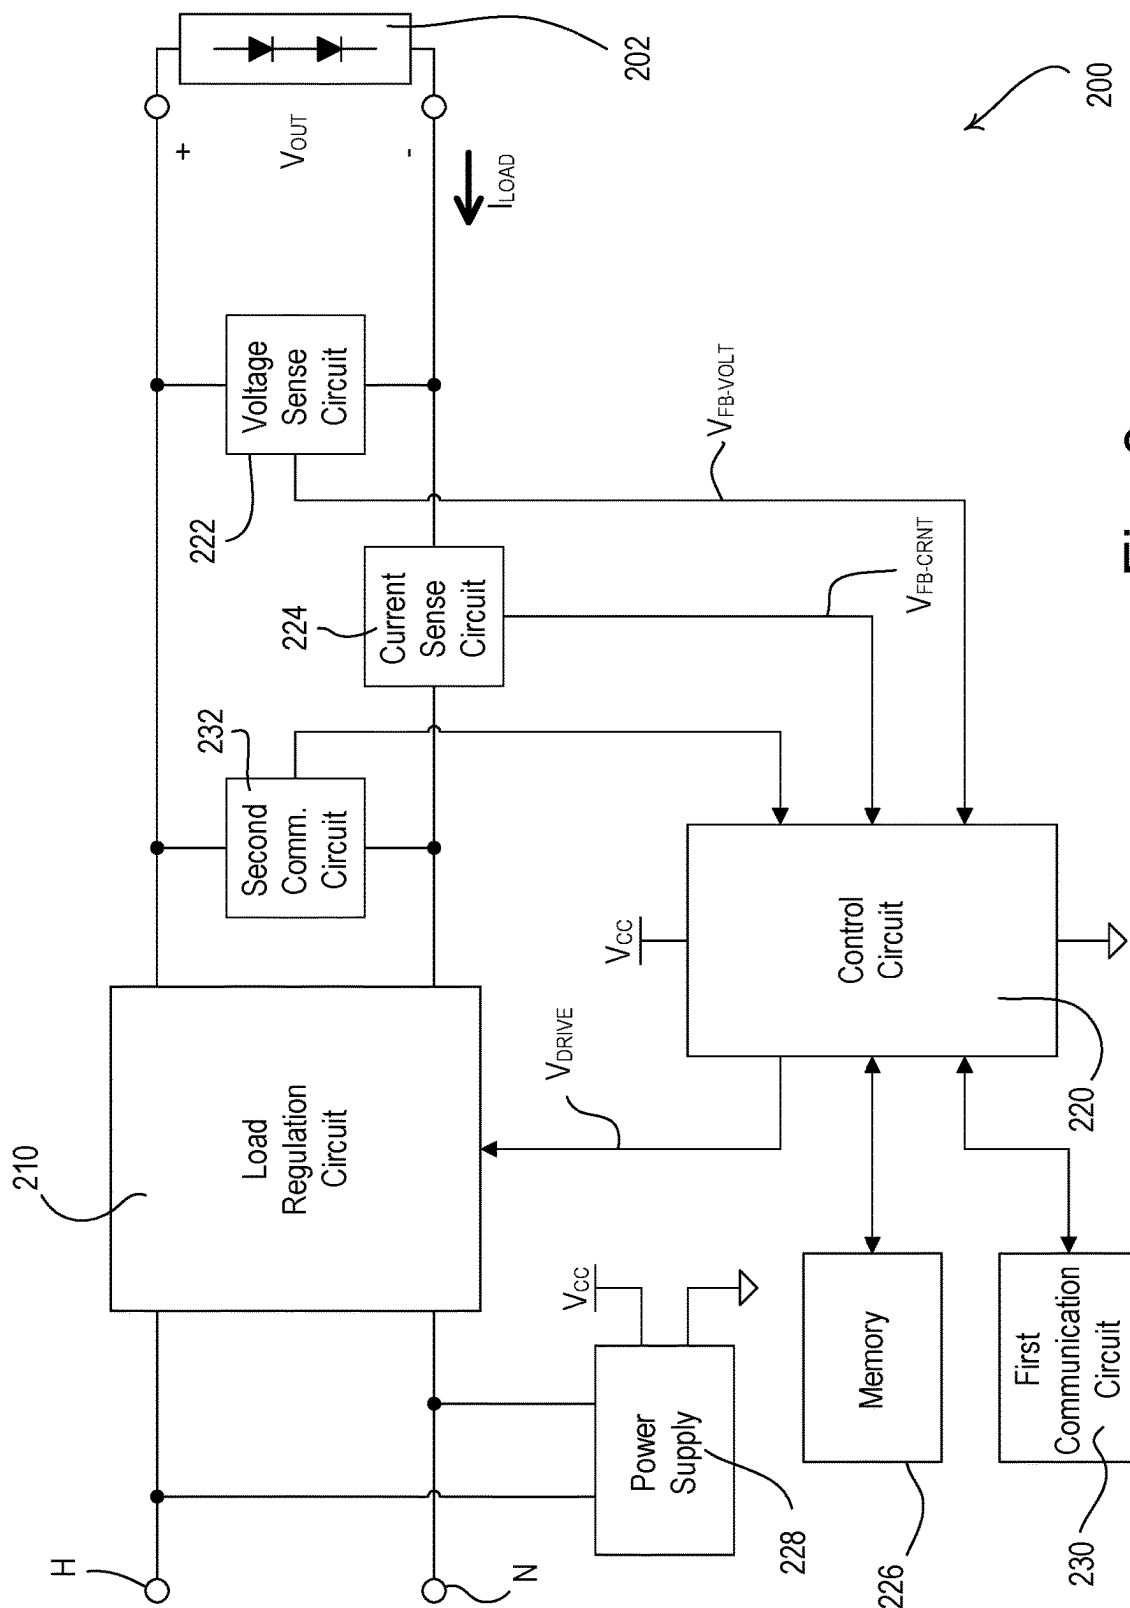 H
N
210
Load
Regulation
Circuit
Second
Comm.
Circuit
232
224
Current
Sense
Circuit
222
Voltage
Sense
Circuit
+
VOUT
-
ILOAD
202
200
Power
Supply
228
VCC
VDRIVE
VCC
VFB-CRNT
VFB-VOLT
Memory
226
Control
Circuit
220
First
Communication
Circuit
230